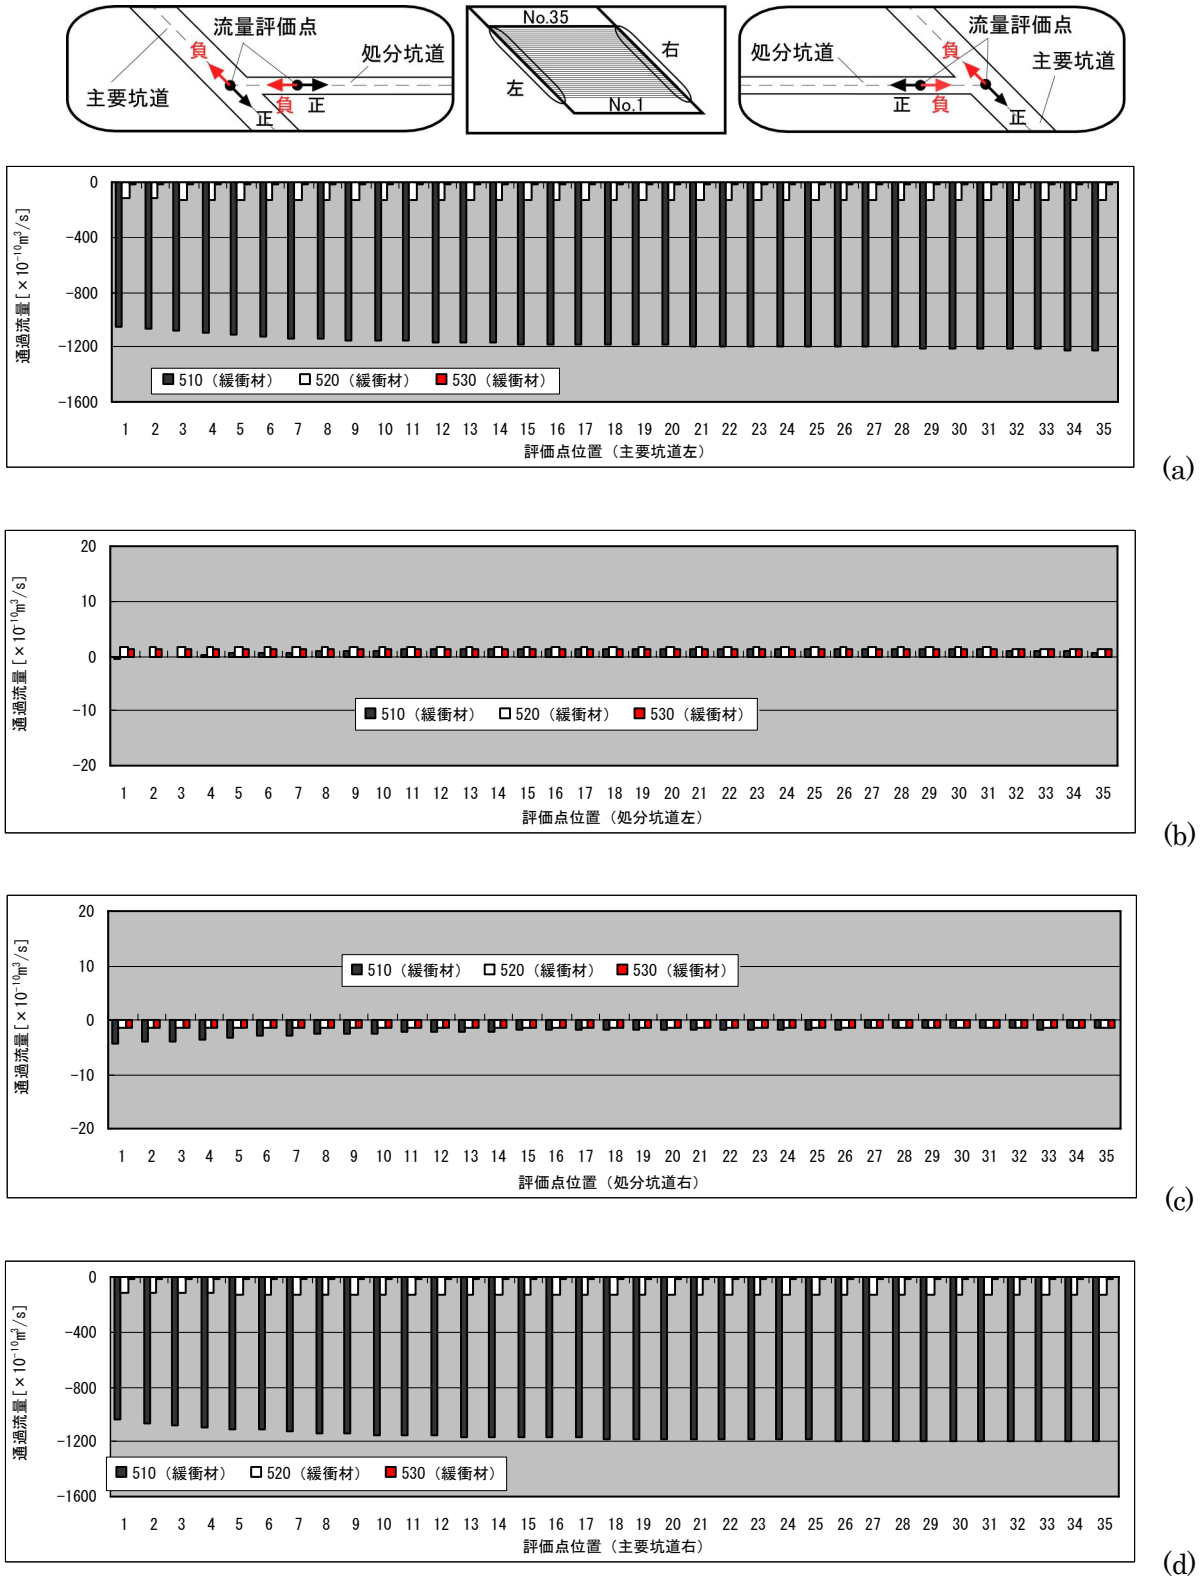 流量評価点
負
処分坑道
主要坑道
正
負
正
No.35
右
左
No.1
流量評価点
処分坑道
負
主要坑道
正
負
正
通過流量[×10⁻¹⁰m³/s]
0
-400
-800
-1200
-1600
510（緩衝材） 520（緩衝材） 530（緩衝材）
1 2 3 4 5 6 7 8 9 10 11 12 13 14 15 16 17 18 19 20 21 22 23 24 25 26 27 28 29 30 31 32 33 34 35
評価点位置（主要坑道左）
(a)
通過流量[×10⁻¹⁰m³/s]
20
10
0
-10
-20
510（緩衝材） 520（緩衝材） 530（緩衝材）
1 2 3 4 5 6 7 8 9 10 11 12 13 14 15 16 17 18 19 20 21 22 23 24 25 26 27 28 29 30 31 32 33 34 35
評価点位置（処分坑道左）
(b)
通過流量[×10⁻¹⁰m³/s]
20
10
0
-10
-20
510（緩衝材） 520（緩衝材） 530（緩衝材）
1 2 3 4 5 6 7 8 9 10 11 12 13 14 15 16 17 18 19 20 21 22 23 24 25 26 27 28 29 30 31 32 33 34 35
評価点位置（処分坑道右）
(c)
通過流量[×10⁻¹⁰m³/s]
0
-400
-800
-1200
-1600
510（緩衝材） 520（緩衝材） 530（緩衝材）
1 2 3 4 5 6 7 8 9 10 11 12 13 14 15 16 17 18 19 20 21 22 23 24 25 26 27 28 29 30 31 32 33 34 35
評価点位置（主要坑道右）
(d)